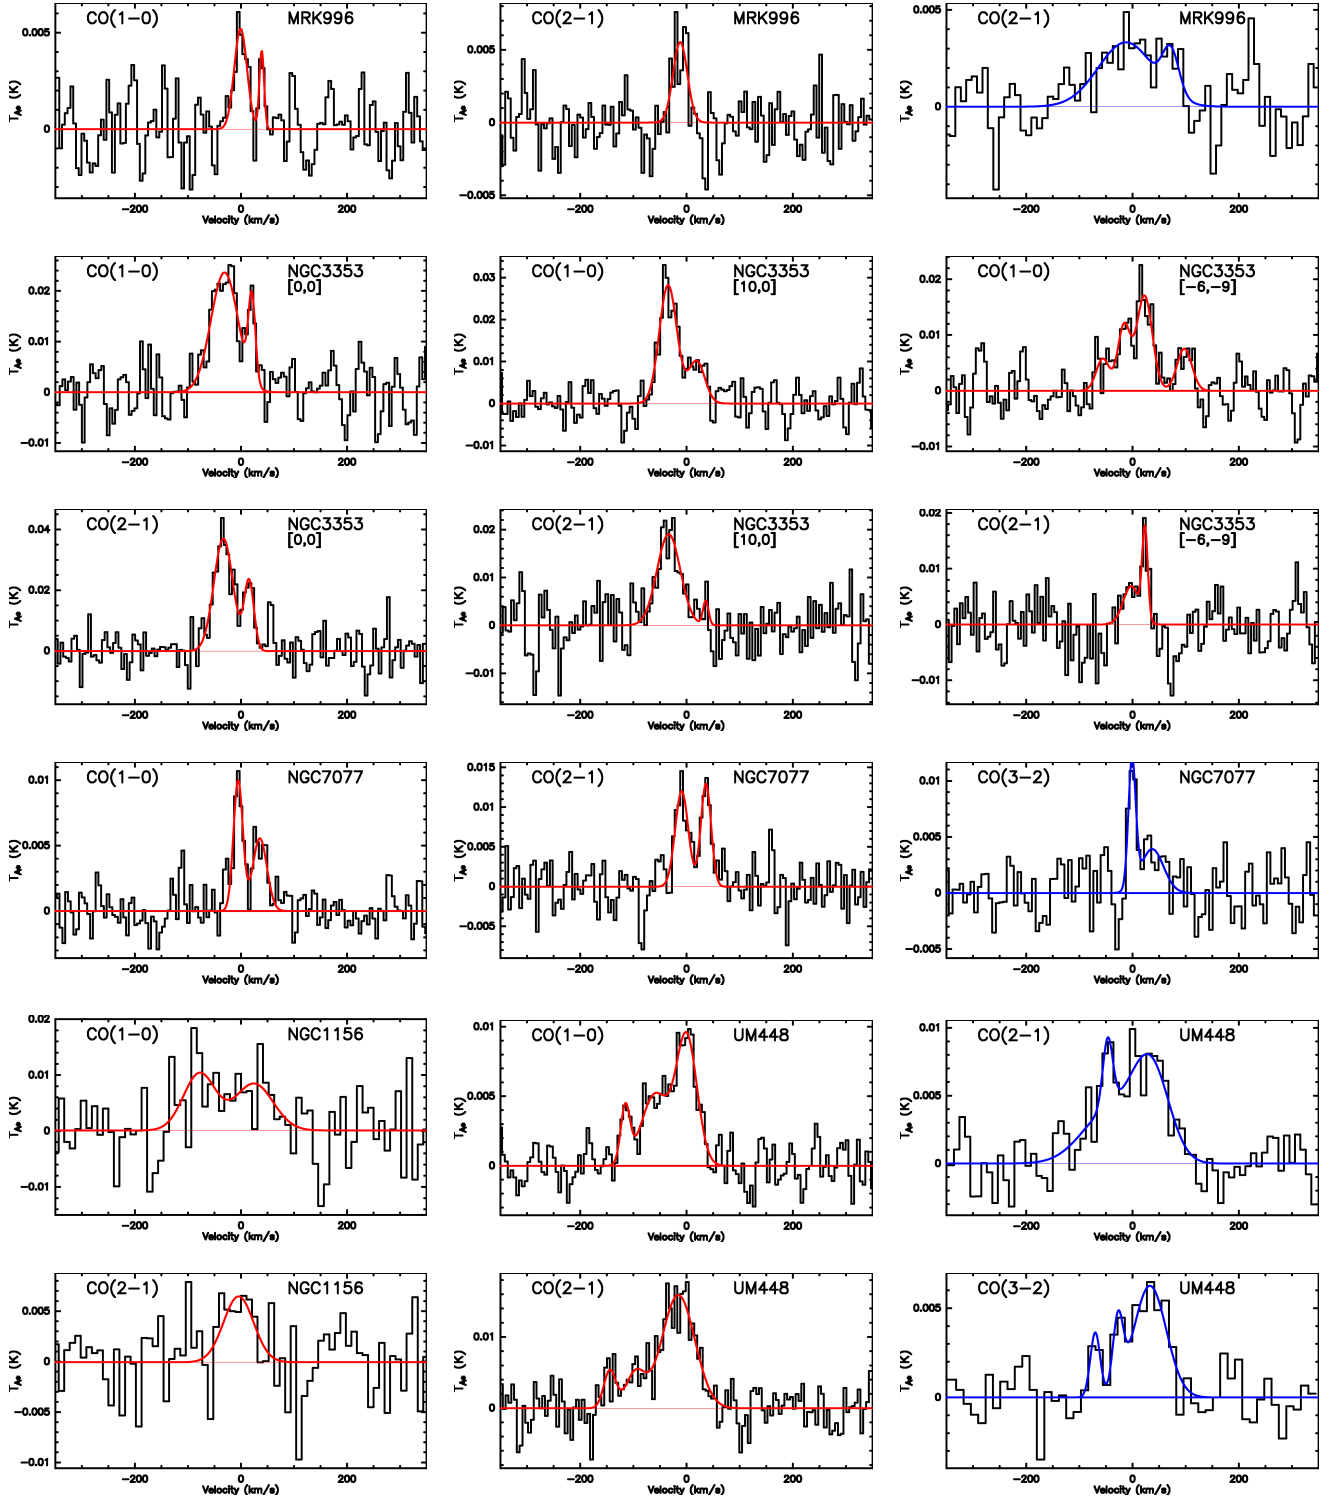 CO(1−0) MRK996
0.005
0
T_A* (K)
−200 0 200
Velocity (km/s)
CO(2−1) MRK996
0.005
0
−0.005
−200 0 200
Velocity (km/s)
CO(2−1) MRK996
0.005
0
T_A* (K)
−200 0 200
Velocity (km/s)
CO(1−0) NGC3353
[0,0]
0.02
0.01
0
−0.01
T_A* (K)
−200 0 200
Velocity (km/s)
CO(1−0) NGC3353
[10,0]
0.03
0.02
0.01
0
−0.01
−200 0 200
Velocity (km/s)
CO(1−0) NGC3353
[−6,−9]
0.02
0.01
0
−0.01
T_A* (K)
−200 0 200
Velocity (km/s)
CO(2−1) NGC3353
[0,0]
0.04
0.02
0
T_A* (K)
−200 0 200
Velocity (km/s)
CO(2−1) NGC3353
[10,0]
0.02
0.01
0
−0.01
−200 0 200
Velocity (km/s)
CO(2−1) NGC3353
[−6,−9]
0.02
0.01
0
−0.01
T_A* (K)
−200 0 200
Velocity (km/s)
CO(1−0) NGC7077
0.01
0.005
0
T_A* (K)
−200 0 200
Velocity (km/s)
CO(2−1) NGC7077
0.015
0.01
0.005
0
−0.005
−200 0 200
Velocity (km/s)
CO(3−2) NGC7077
0.01
0.005
0
−0.005
T_A* (K)
−200 0 200
Velocity (km/s)
CO(1−0) NGC1156
0.02
0.01
0
−0.01
T_A* (K)
−200 0 200
Velocity (km/s)
CO(1−0) UM448
0.01
0.005
0
−200 0 200
Velocity (km/s)
CO(2−1) UM448
0.01
0.005
0
T_A* (K)
−200 0 200
Velocity (km/s)
CO(2−1) NGC1156
0.005
0
−0.005
−0.01
T_A* (K)
−200 0 200
Velocity (km/s)
CO(2−1) UM448
0.01
0
−200 0 200
Velocity (km/s)
CO(3−2) UM448
0.005
0
T_A* (K)
−200 0 200
Velocity (km/s)